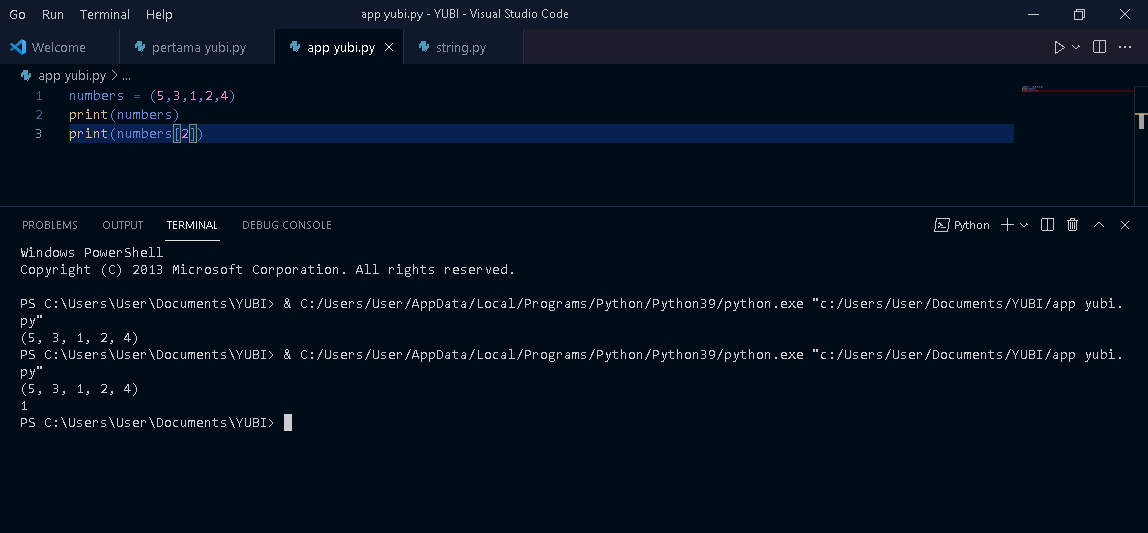 Go Run Terminal Help app yubi.py - YUBI - Visual Studio Code
Welcome pertama yubi.py app yubi.py string.py
app yubi.py > ...
1 numbers = (5,3,1,2,4)
2 print(numbers)
3 print(numbers[2])
PROBLEMS OUTPUT TERMINAL DEBUG CONSOLE Python
Windows PowerShell
Copyright (C) 2013 Microsoft Corporation. All rights reserved.
PS C:\Users\User\Documents\YUBI> & C:/Users/User/AppData/Local/Programs/Python/Python39/python.exe "c:/Users/User/Documents/YUBI/app yubi.
py"
(5, 3, 1, 2, 4)
PS C:\Users\User\Documents\YUBI> & C:/Users/User/AppData/Local/Programs/Python/Python39/python.exe "c:/Users/User/Documents/YUBI/app yubi.
py"
(5, 3, 1, 2, 4)
1
PS C:\Users\User\Documents\YUBI>